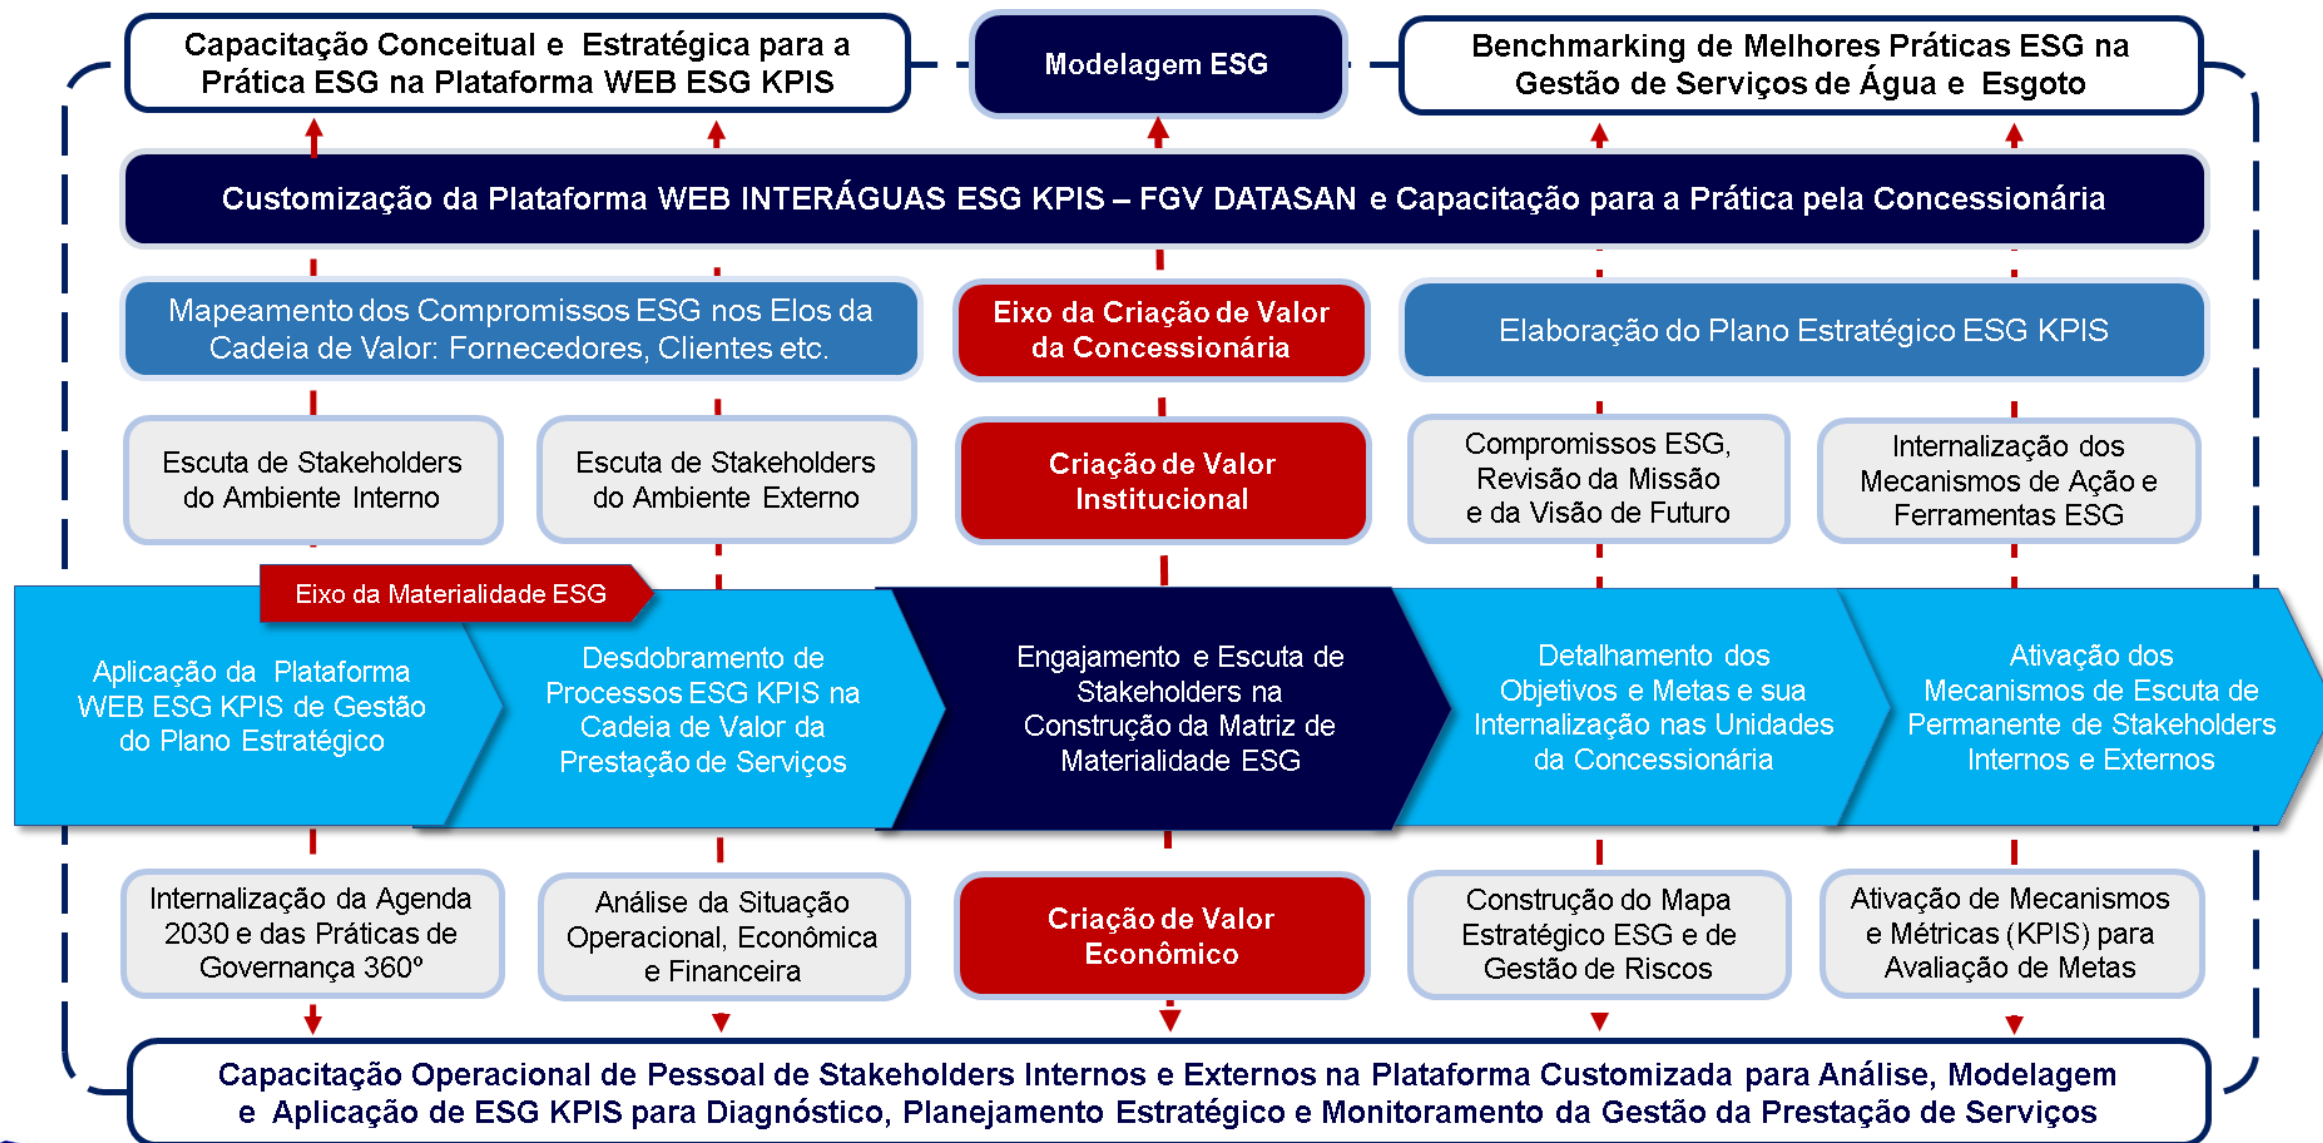 Capacitação Conceitual e Estratégica para a
Prática ESG na Plataforma WEB ESG KPIS
Modelagem ESG
Benchmarking de Melhores Práticas ESG na
Gestão de Serviços de Água e Esgoto
Customização da Plataforma WEB INTERÁGUAS ESG KPIS – FGV DATASAN e Capacitação para a Prática pela Concessionária
Mapeamento dos Compromissos ESG nos Elos da
Cadeia de Valor: Fornecedores, Clientes etc.
Eixo da Criação de Valor
da Concessionária
Elaboração do Plano Estratégico ESG KPIS
Escuta de Stakeholders
do Ambiente Interno
Escuta de Stakeholders
do Ambiente Externo
Criação de Valor
Institucional
Compromissos ESG,
Revisão da Missão
e da Visão de Futuro
Internalização dos
Mecanismos de Ação e
Ferramentas ESG
Eixo da Materialidade ESG
Aplicação da Plataforma
WEB ESG KPIS de Gestão
do Plano Estratégico
Desdobramento de
Processos ESG KPIS na
Cadeia de Valor da
Prestação de Serviços
Engajamento e Escuta de
Stakeholders na
Construção da Matriz de
Materialidade ESG
Detalhamento dos
Objetivos e Metas e sua
Internalização nas Unidades
da Concessionária
Ativação dos
Mecanismos de Escuta de
Permanente de Stakeholders
Internos e Externos
Internalização da Agenda
2030 e das Práticas de
Governança 360º
Análise da Situação
Operacional, Econômica
e Financeira
Criação de Valor
Econômico
Construção do Mapa
Estratégico ESG e de
Gestão de Riscos
Ativação de Mecanismos
e Métricas (KPIS) para
Avaliação de Metas
Capacitação Operacional de Pessoal de Stakeholders Internos e Externos na Plataforma Customizada para Análise, Modelagem
e Aplicação de ESG KPIS para Diagnóstico, Planejamento Estratégico e Monitoramento da Gestão da Prestação de Serviços